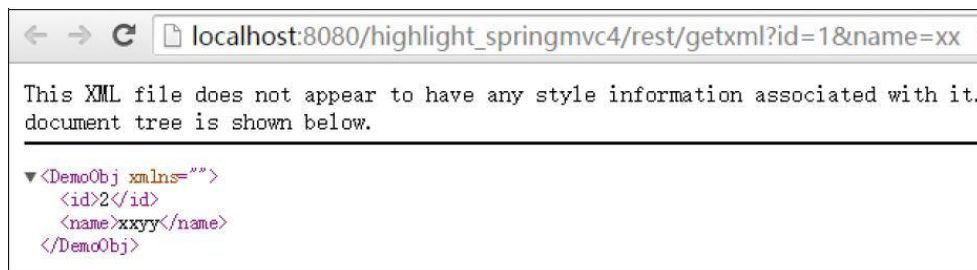 localhost:8080/highlight_springmvc4/rest/getxml?id=1&name=xx
This XML file does not appear to have any style information associated with it.
document tree is shown below.
▼<DemoObj xmlns="">
<id>2</id>
<name>xxyy</name>
</DemoObj>